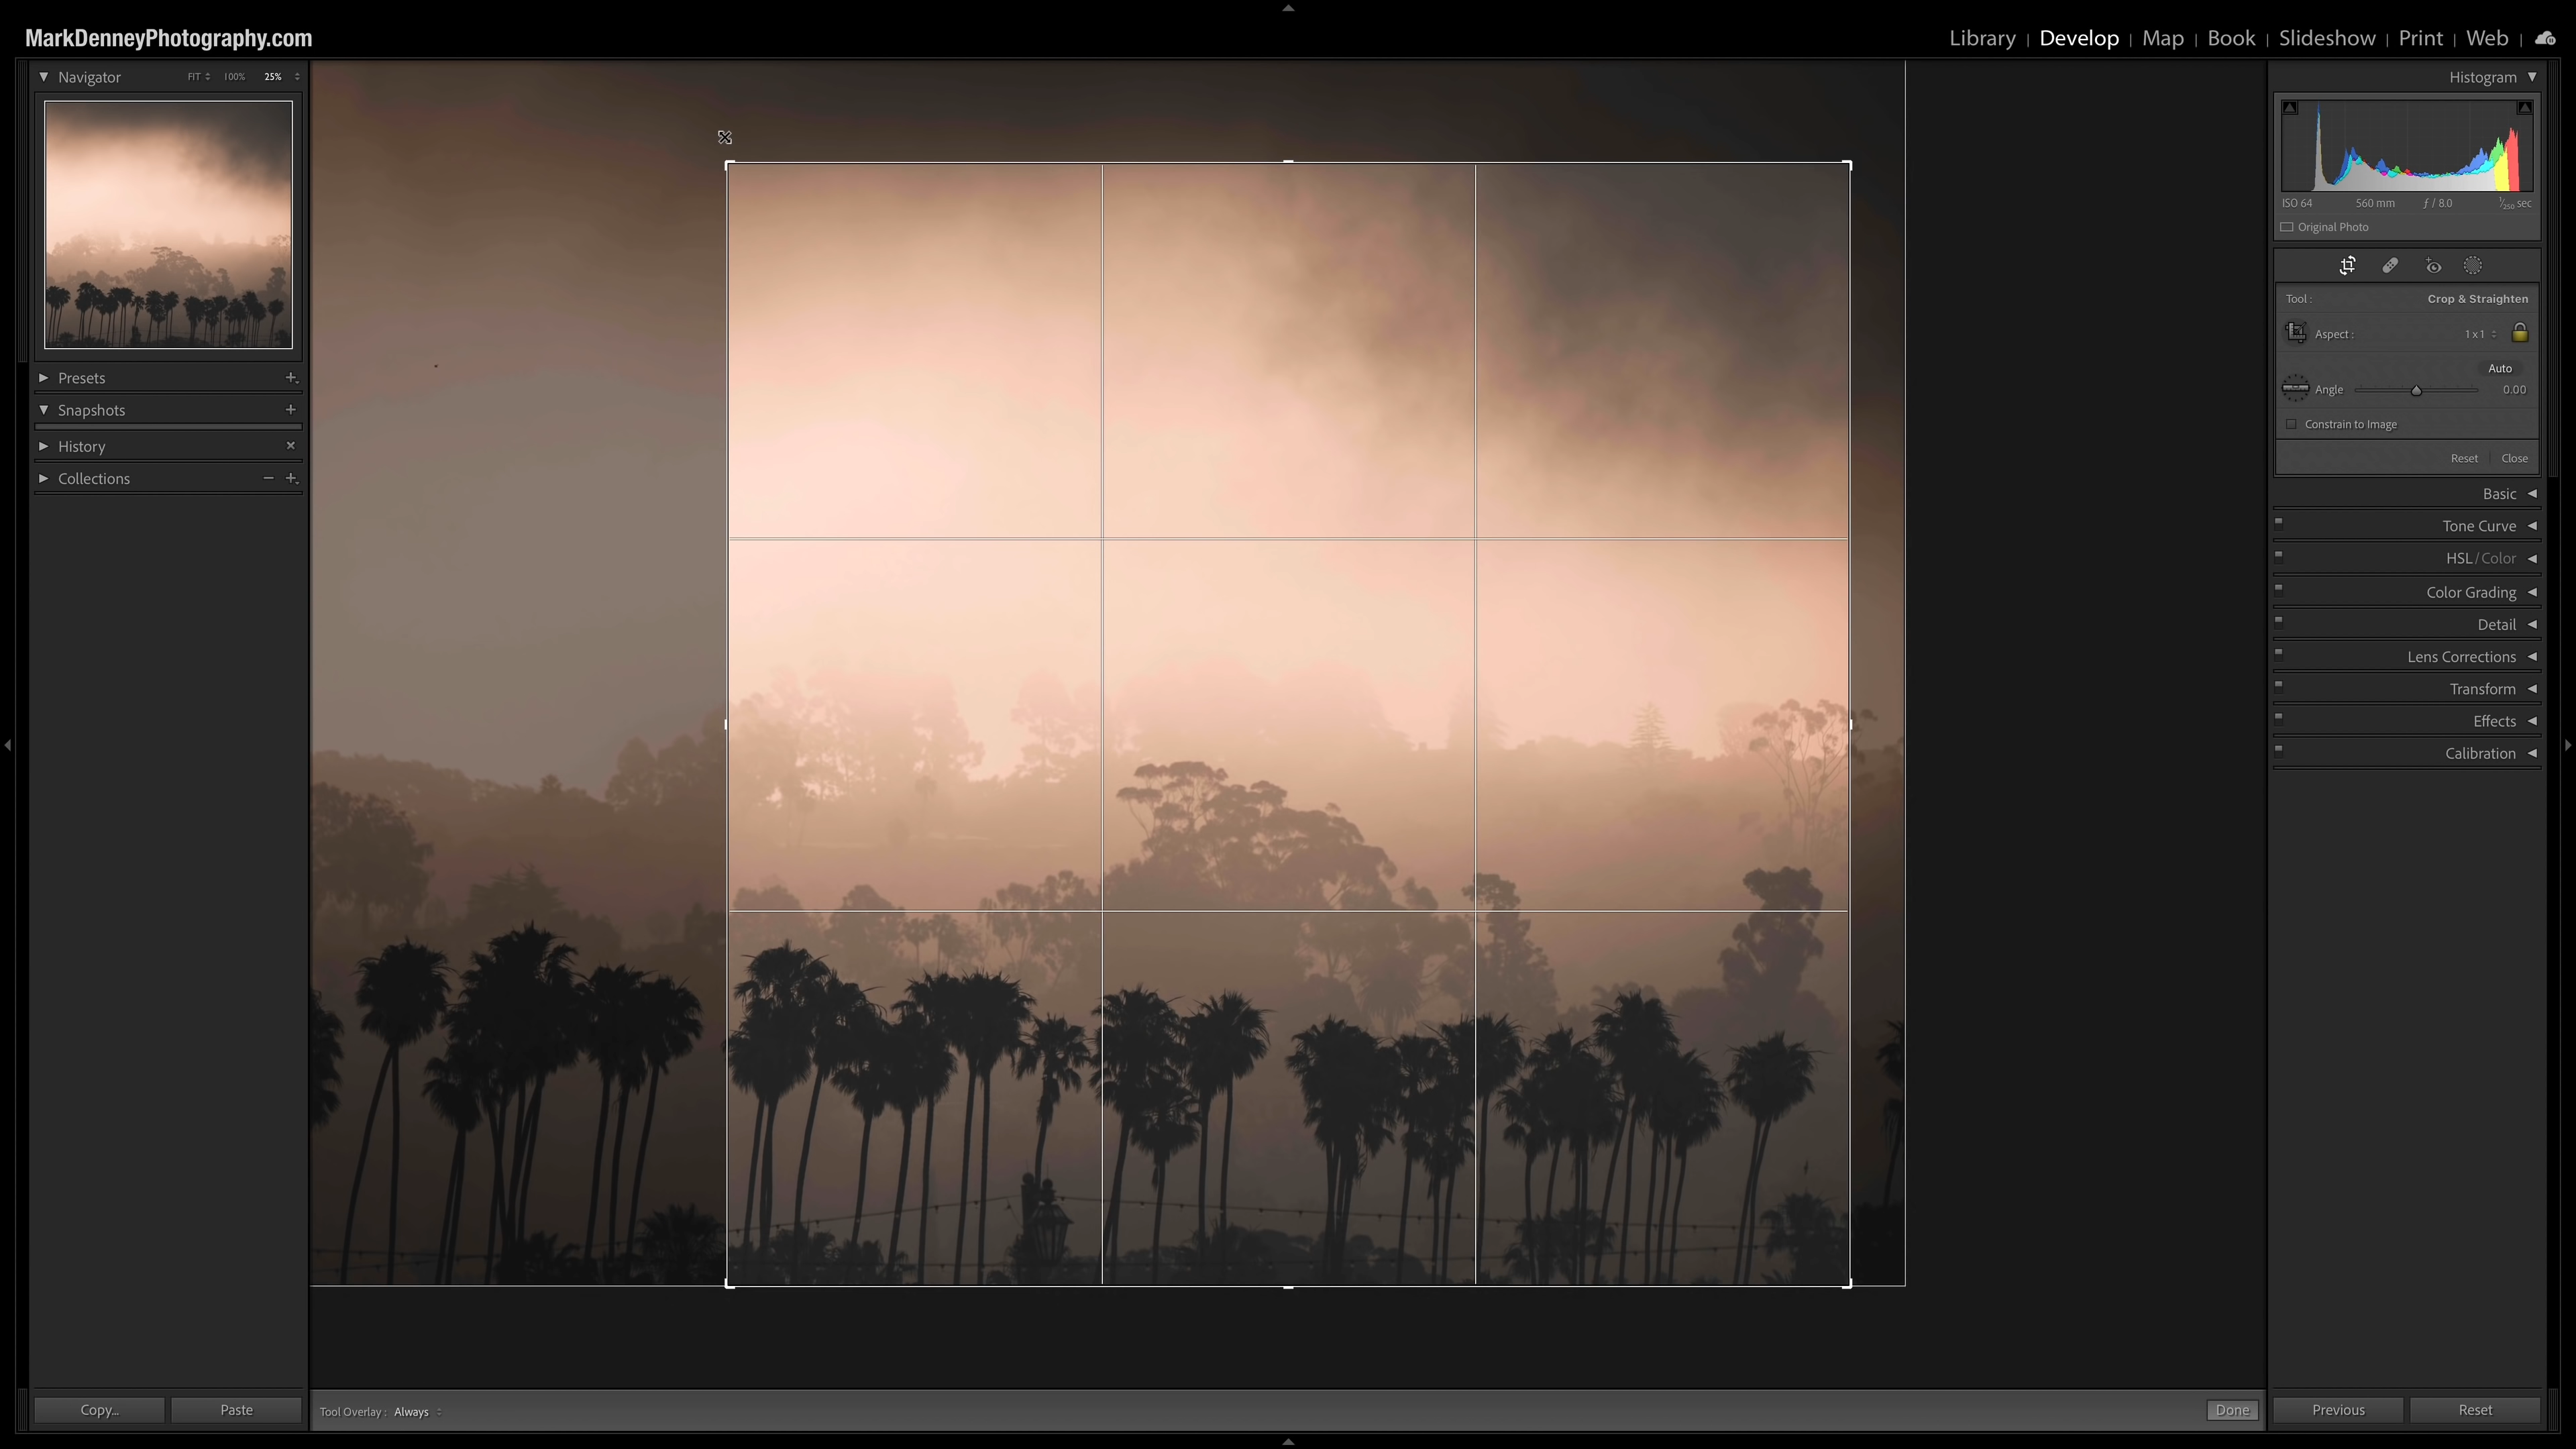 MarkDenneyPhotography.com
Library | Develop | Map | Book | Slideshow | Print | Web |
Navigator FIT 100% 25%
Presets
Snapshots
History
Collections
Histogram
ISO 64 560 mm ƒ / 8.0 1/250 sec
Original Photo
Tool : Crop & Straighten
Aspect : 1 x 1
Auto
Angle 0.00
Constrain to Image
Reset Close
Basic
Tone Curve
HSL / Color
Color Grading
Detail
Lens Corrections
Transform
Effects
Calibration
Copy... Paste
Tool Overlay : Always
Done
Previous Reset